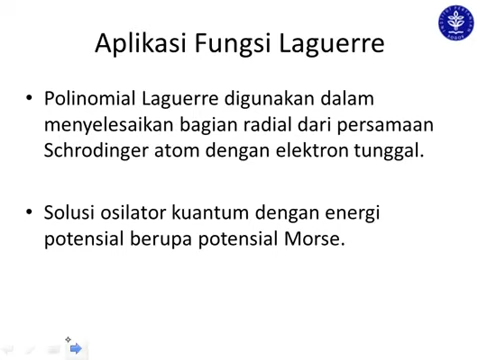 Aplikasi Fungsi Laguerre
• Polinomial Laguerre digunakan dalam
menyelesaikan bagian radial dari persamaan
Schrodinger atom dengan elektron tunggal.
• Solusi osilator kuantum dengan energi
potensial berupa potensial Morse.